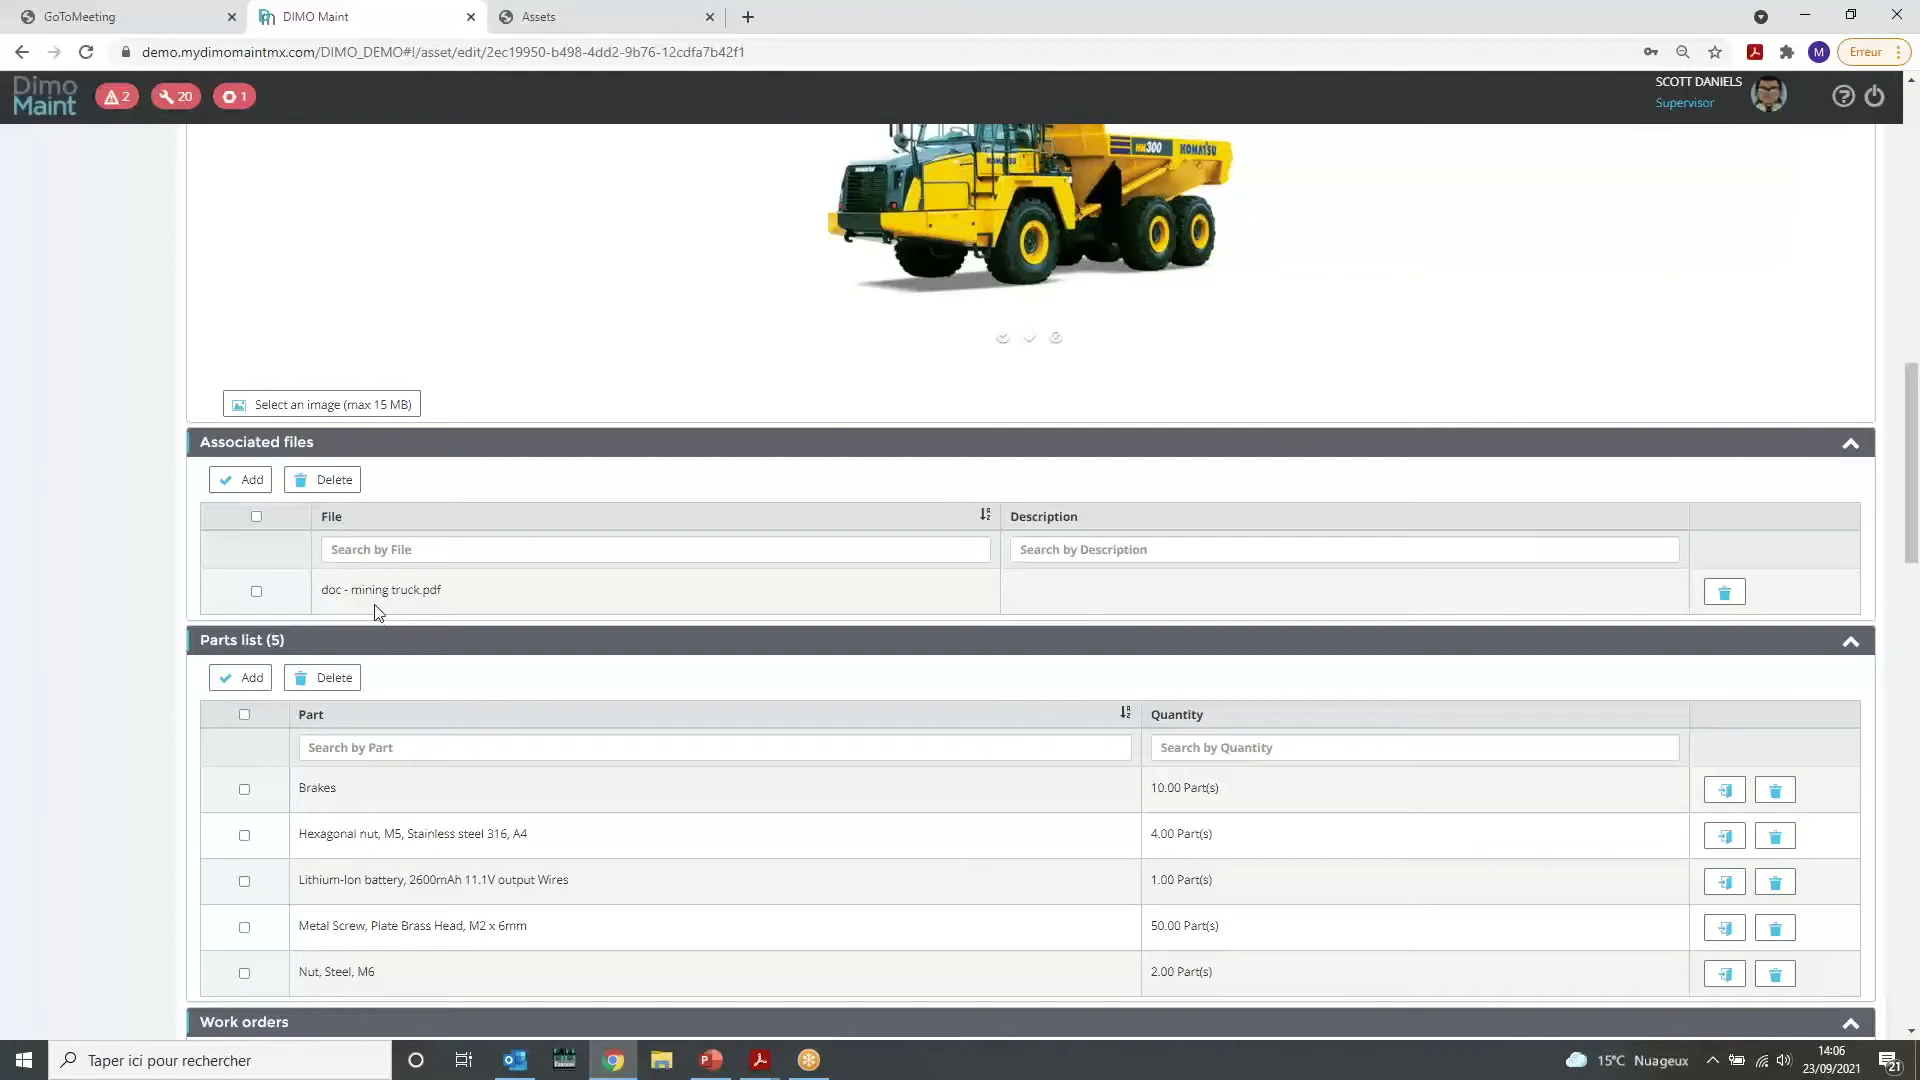 GoToMeeting
DIMO Maint
Assets
demo.mydimomaintmx.com/DIMO_DEMO#!/asset/edit/2ec19950-b498-4dd2-9b76-12cdfa7b42f1
M
Erreur
Dimo
Maint
2
20
1
SCOTT DANIELS
Supervisor
HM300 KOMATSU
KOMATSU
Select an image (max 15 MB)
Associated files
Add
Delete
File
Description
Search by File
Search by Description
doc - mining truck.pdf
Parts list (5)
Add
Delete
Part
Quantity
Search by Part
Search by Quantity
Brakes
10.00 Part(s)
Hexagonal nut, M5, Stainless steel 316, A4
4.00 Part(s)
Lithium-Ion battery, 2600mAh 11.1V output Wires
1.00 Part(s)
Metal Screw, Plate Brass Head, M2 x 6mm
50.00 Part(s)
Nut, Steel, M6
2.00 Part(s)
Work orders
Taper ici pour rechercher
15°C Nuageux
14:06
23/09/2021
21